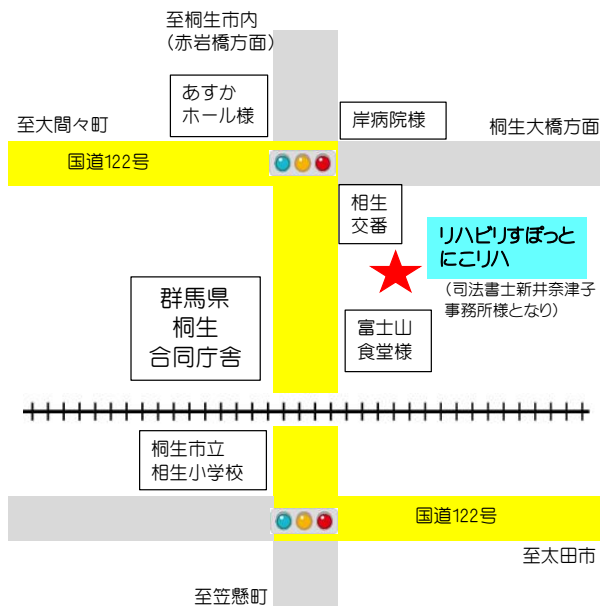 至桐生市内
(赤岩橋方面)
あすか
ホール様
岸病院様
至大間々町
桐生大橋方面
国道122号
相生
交番
リハビリすぽっと
にこリハ
(司法書士新井奈津子
事務所様となり)
群馬県
桐生
合同庁舎
富士山
食堂様
桐生市立
相生小学校
国道122号
至太田市
至笠懸町